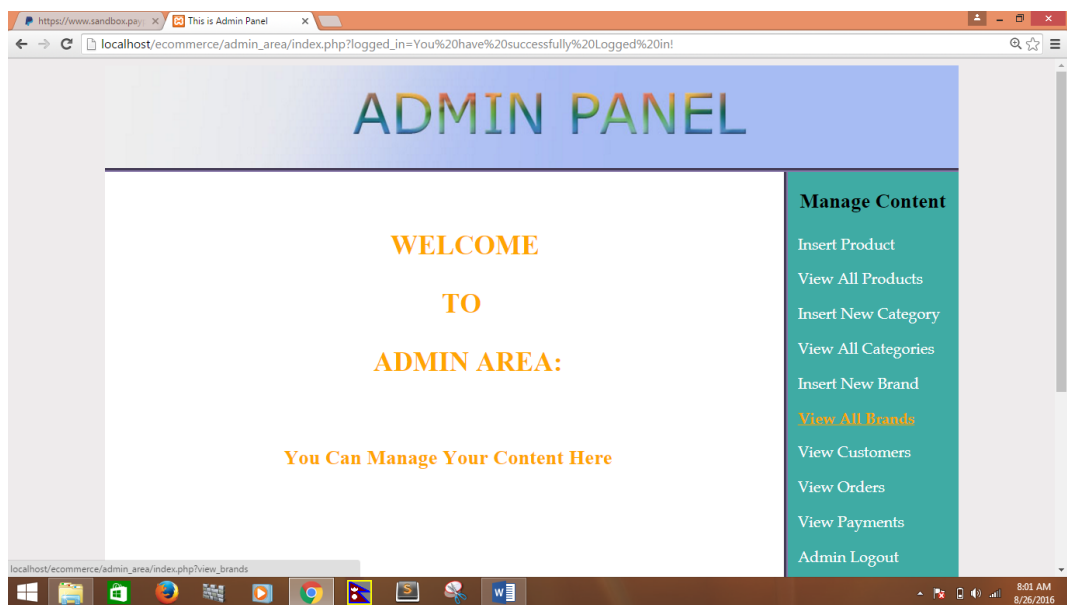 https://www.sandbox.payp
This is Admin Panel
localhost/ecommerce/admin_area/index.php?logged_in=You%20have%20successfully%20Logged%20in!
ADMIN PANEL
WELCOME
TO
ADMIN AREA:
You Can Manage Your Content Here
Manage Content
Insert Product
View All Products
Insert New Category
View All Categories
Insert New Brand
View All Brands
View Customers
View Orders
View Payments
Admin Logout
localhost/ecommerce/admin_area/index.php?view_brands
8:01 AM
8/26/2016